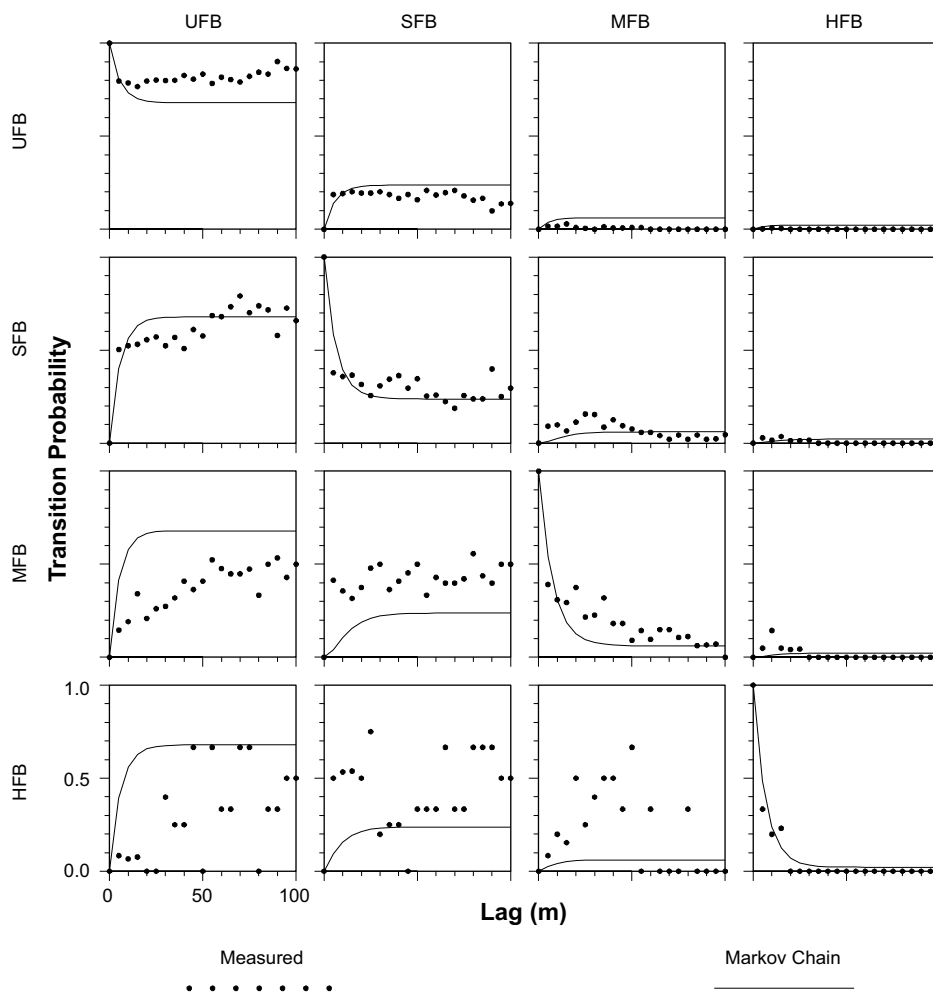 UFB SFB MFB HFB
UFB
SFB
Transition Probability
MFB
HFB
1.0
0.5
0.0
0 50 100
Lag (m)
Measured Markov Chain